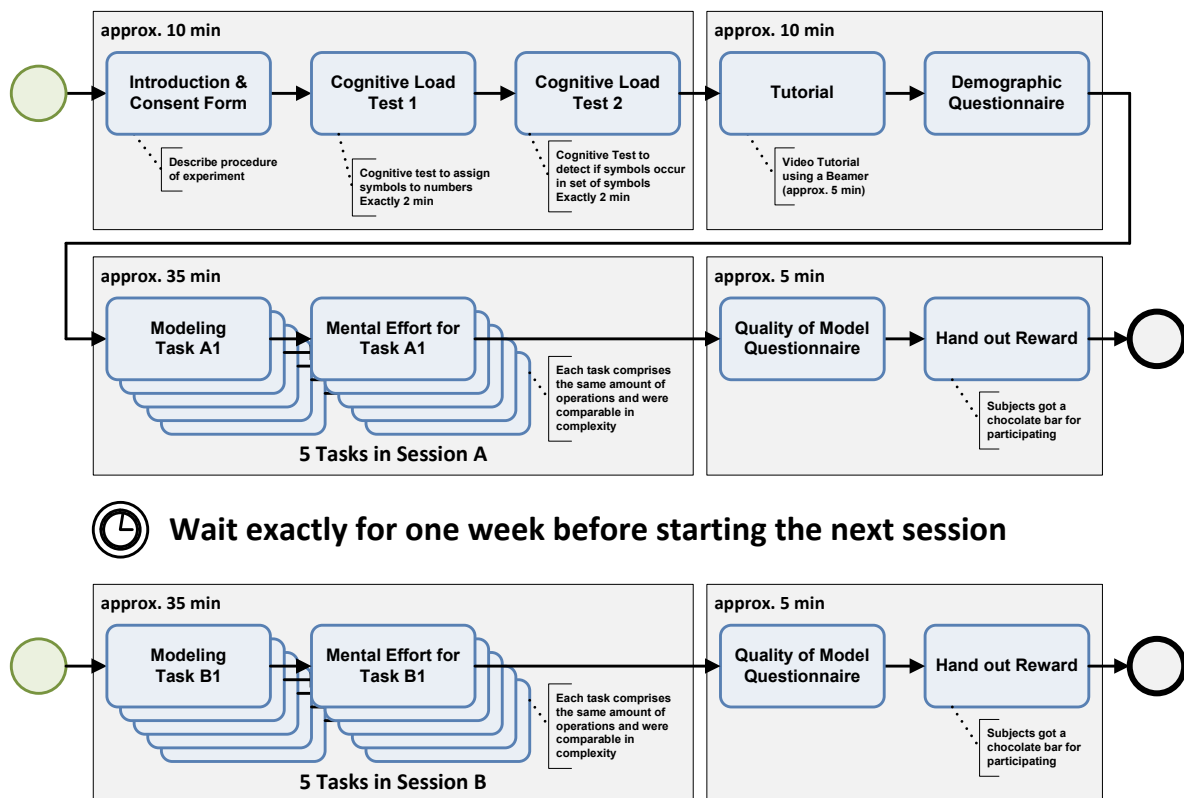 approx. 10 min
Introduction &
Consent Form
Describe procedure
of experiment
Cognitive Load
Test 1
Cognitive test to assign
symbols to numbers
Exactly 2 min
Cognitive Load
Test 2
Cognitive Test to
detect if symbols occur
in set of symbols
Exactly 2 min
approx. 10 min
Tutorial
Video Tutorial
using a Beamer
(approx. 5 min)
Demographic
Questionnaire
approx. 35 min
Modeling
Task A1
Mental Effort for
Task A1
Each task comprises
the same amount of
operations and were
comparable in
complexity
5 Tasks in Session A
approx. 5 min
Quality of Model
Questionnaire
Hand out Reward
Subjects got a
chocolate bar for
participating
Wait exactly for one week before starting the next session
approx. 35 min
Modeling
Task B1
Mental Effort for
Task B1
Each task comprises
the same amount of
operations and were
comparable in
complexity
5 Tasks in Session B
approx. 5 min
Quality of Model
Questionnaire
Hand out Reward
Subjects got a
chocolate bar for
participating